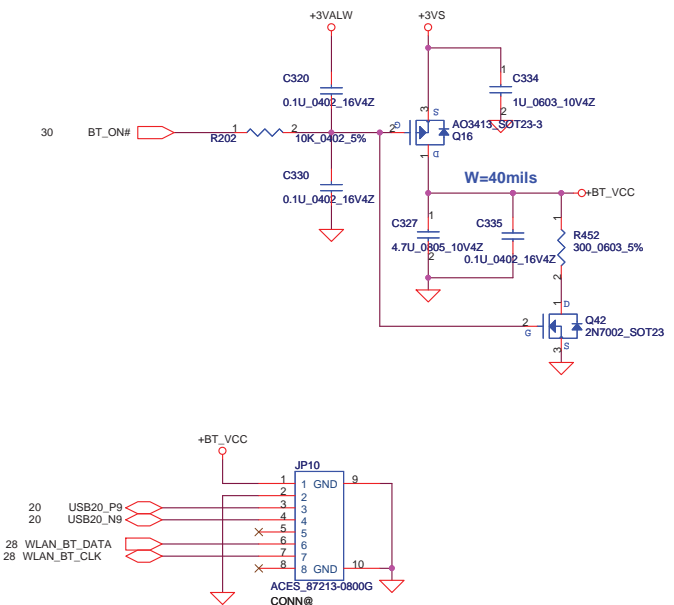 +3VALW
+3VS
C320
0.1U_0402_16V4Z
1
C334
2
1U_0603_10V4Z
30 BT_ON#
1
R202
2
10K_0402_5%
2
G
3
S
AO3413_SOT23-3
Q16
1
D
C330
0.1U_0402_16V4Z
W=40mils
+BT_VCC
C327
1
4.7U_0805_10V4Z
2
C335
0.1U_0402_16V4Z
1
R452
300_0603_5%
2
1
D
2
G
Q42
2N7002_SOT23
3
S
+BT_VCC
JP10
1 1 GND 9
2 2
20 USB20_P9 3 3
20 USB20_N9 4 4
5 5
28 WLAN_BT_DATA 6 6
28 WLAN_BT_CLK 7 7
8 8 GND 10
ACES_87213-0800G
CONN@